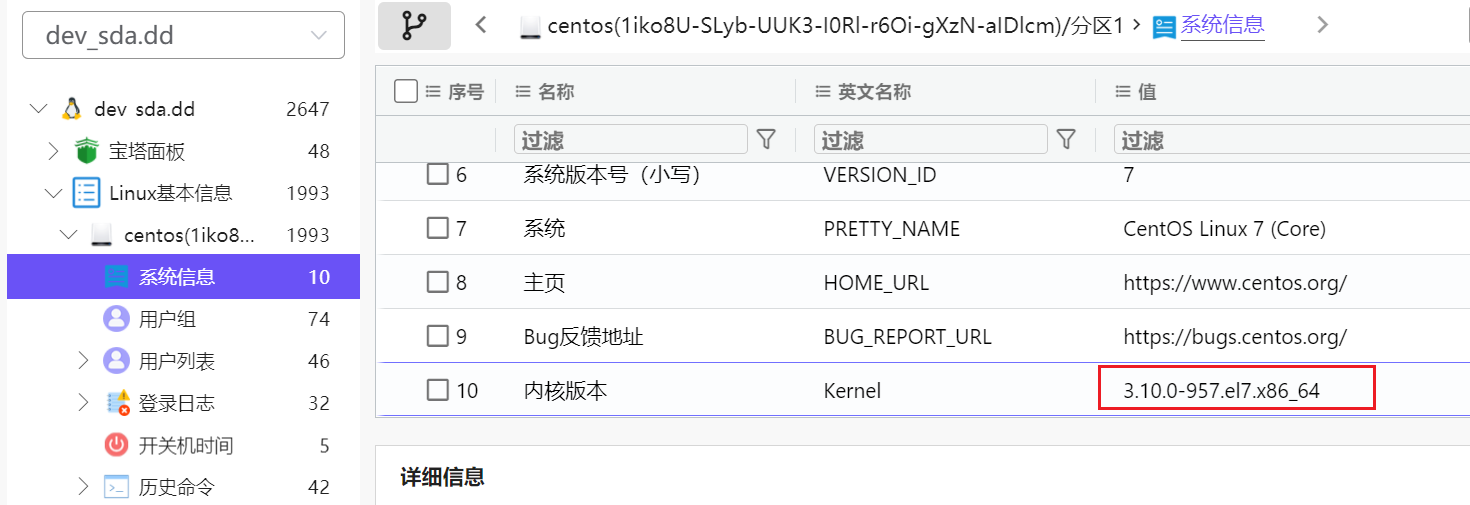 dev_sda.dd
centos(1iko8U-SLyb-UUK3-I0RI-r6Oi-gXzN-aIDlcm)/分区1 > 系统信息
dev sda.dd 2647
宝塔面板 48
Linux基本信息 1993
centos(1iko8... 1993
系统信息 10
用户组 74
用户列表 46
登录日志 32
开关机时间 5
历史命令 42
序号 名称 英文名称 值
过滤 过滤 过滤
6 系统版本号（小写） VERSION_ID 7
7 系统 PRETTY_NAME CentOS Linux 7 (Core)
8 主页 HOME_URL https://www.centos.org/
9 Bug反馈地址 BUG_REPORT_URL https://bugs.centos.org/
10 内核版本 Kernel 3.10.0-957.el7.x86_64
详细信息